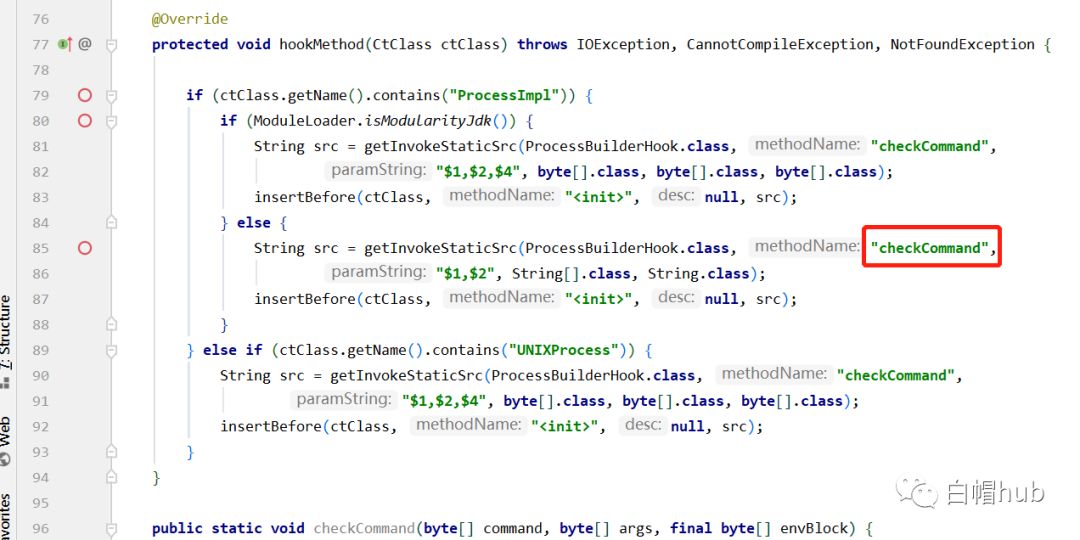 76 @Override
77 protected void hookMethod(CtClass ctClass) throws IOException, CannotCompileException, NotFoundException {
78
79 if (ctClass.getName().contains("ProcessImpl")) {
80 if (ModuleLoader.isModularityJdk()) {
81 String src = getInvokeStaticSrc(ProcessBuilderHook.class, methodName: "checkCommand",
82 paramString: "$1,$2,$4", byte[].class, byte[].class, byte[].class);
83 insertBefore(ctClass, methodName: "<init>", desc: null, src);
84 } else {
85 String src = getInvokeStaticSrc(ProcessBuilderHook.class, methodName: "checkCommand",
86 paramString: "$1,$2", String[].class, String.class);
87 insertBefore(ctClass, methodName: "<init>", desc: null, src);
88 }
89 } else if (ctClass.getName().contains("UNIXProcess")) {
90 String src = getInvokeStaticSrc(ProcessBuilderHook.class, methodName: "checkCommand",
91 paramString: "$1,$2,$4", byte[].class, byte[].class, byte[].class);
92 insertBefore(ctClass, methodName: "<init>", desc: null, src);
93 }
94 }
95
96 public static void checkCommand(byte[] command, byte[] args, final byte[] envBlock) {
7: Structure
Web
avorites
白帽hub